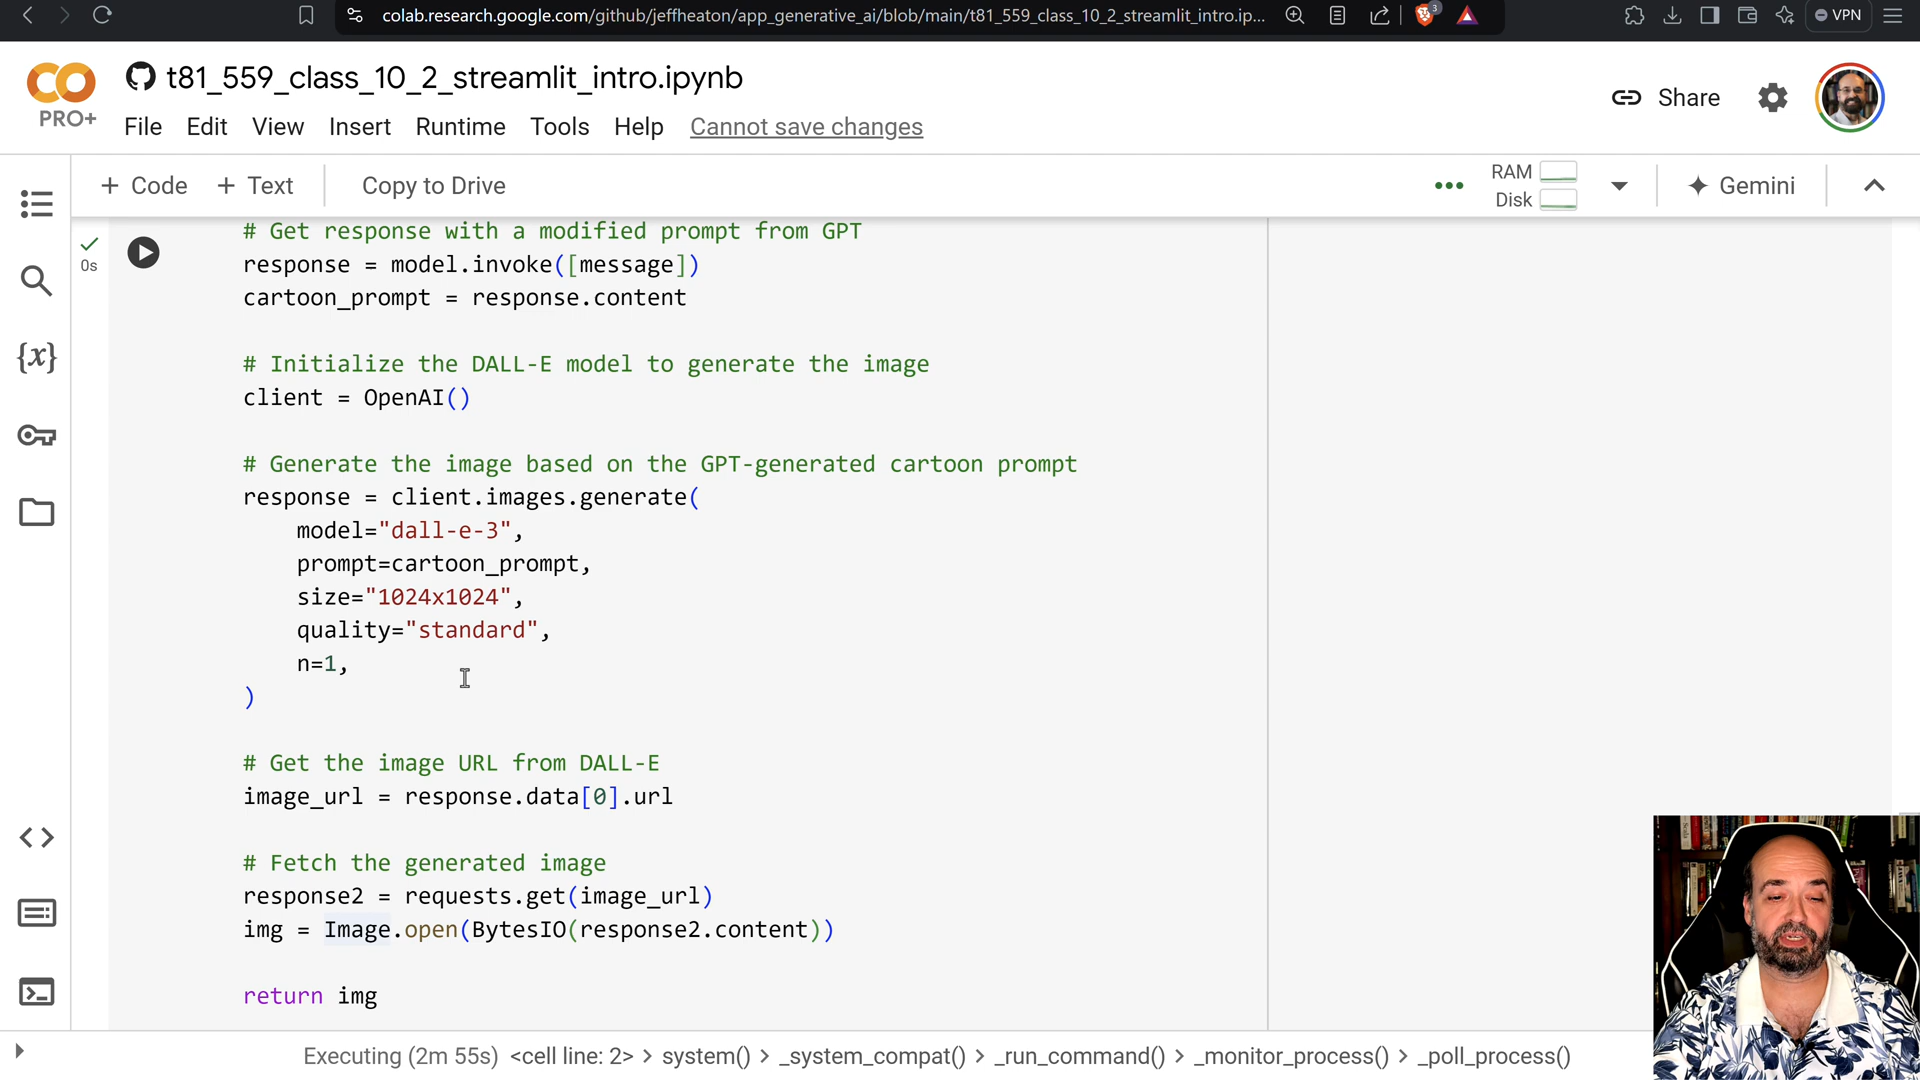 colab.research.google.com/github/jeffheaton/app_generative_ai/blob/main/t81_559_class_10_2_streamlit_intro.ip...
3
VPN
CO
PRO+
t81_559_class_10_2_streamlit_intro.ipynb
Share
File Edit View Insert Runtime Tools Help Cannot save changes
+ Code + Text Copy to Drive
RAM
Disk
Gemini
0s
# Get response with a modified prompt from GPT
response = model.invoke([message])
cartoon_prompt = response.content
# Initialize the DALL-E model to generate the image
client = OpenAI()
# Generate the image based on the GPT-generated cartoon prompt
response = client.images.generate(
model="dall-e-3",
prompt=cartoon_prompt,
size="1024x1024",
quality="standard",
n=1,
)
# Get the image URL from DALL-E
image_url = response.data[0].url
# Fetch the generated image
response2 = requests.get(image_url)
img = Image.open(BytesIO(response2.content))
return img
{x}
Executing (2m 55s) <cell line: 2> > system() > _system_compat() > _run_command() > _monitor_process() > _poll_process()